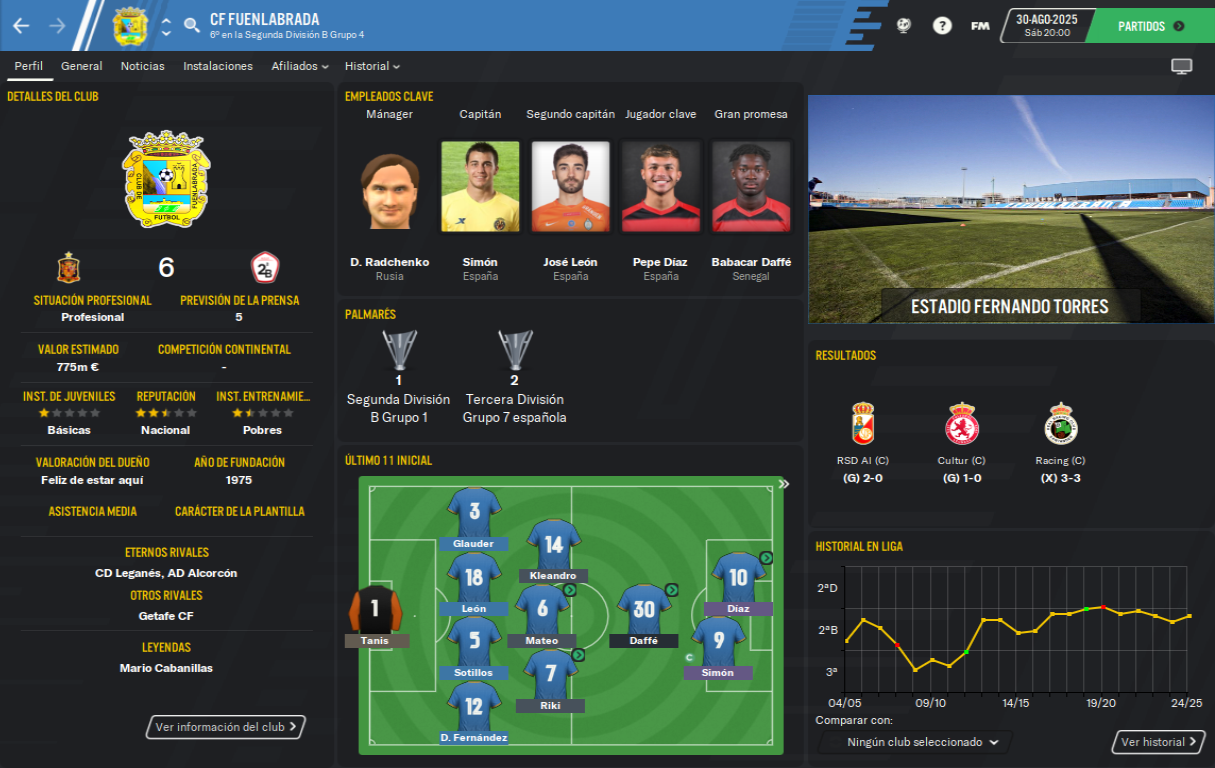 CF FUENLABRADA
6º en la Segunda División B Grupo 4
?
FM
30-AGO-2025
Sáb 20:00
PARTIDOS
Perfil
General
Noticias
Instalaciones
Afiliados
Historial
DETALLES DEL CLUB
FUENLABRADA
FUTBOL
6
2B
SITUACIÓN PROFESIONAL
PREVISIÓN DE LA PRENSA
Profesional
5
VALOR ESTIMADO
COMPETICIÓN CONTINENTAL
775m €
-
INST. DE JUVENILES
REPUTACIÓN
INST. ENTRENAMIE...
Básicas
Nacional
Pobres
VALORACIÓN DEL DUEÑO
AÑO DE FUNDACIÓN
Feliz de estar aquí
1975
ASISTENCIA MEDIA
CARÁCTER DE LA PLANTILLA
ETERNOS RIVALES
CD Leganés, AD Alcorcón
OTROS RIVALES
Getafe CF
LEYENDAS
Mario Cabanillas
Ver información del club
EMPLEADOS CLAVE
Mánager
Capitán
Segundo capitán
Jugador clave
Gran promesa
D. Radchenko
Simón
José León
Pepe Díaz
Babacar Daffé
Rusia
España
España
España
Senegal
PALMARÉS
1
2
Segunda División
B Grupo 1
Tercera División
Grupo 7 española
ÚLTIMO 11 INICIAL
3
Glauder
14
Kleandro
18
León
10
Díaz
1
Tanis
6
Mateo
30
Daffé
5
Sotillos
9
C
Simón
7
Riki
12
D. Fernández
ESTADIO FERNANDO TORRES
RESULTADOS
RSD Al (C)
Cultur (C)
Racing (C)
(G) 2-0
(G) 1-0
(X) 3-3
HISTORIAL EN LIGA
2ªD
2ªB
3ª
04/05
09/10
14/15
19/20
24/25
Comparar con:
Ningún club seleccionado
Ver historial